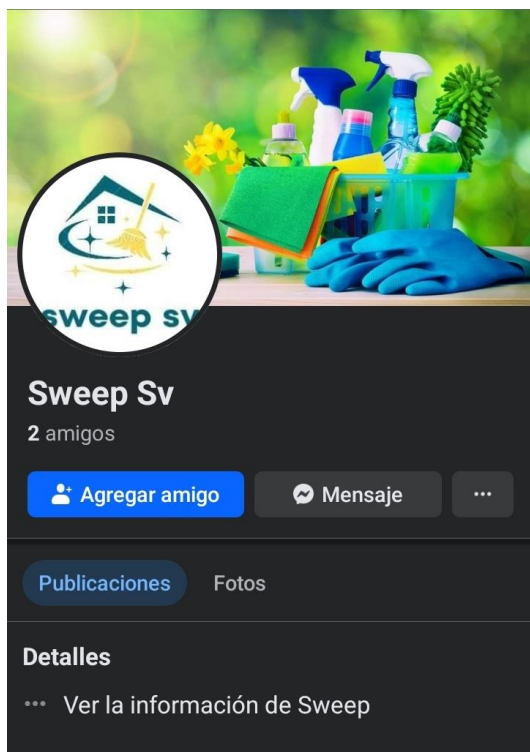 sweep sv
Sweep Sv
2 amigos
Agregar amigo
Mensaje
Publicaciones
Fotos
Detalles
Ver la información de Sweep